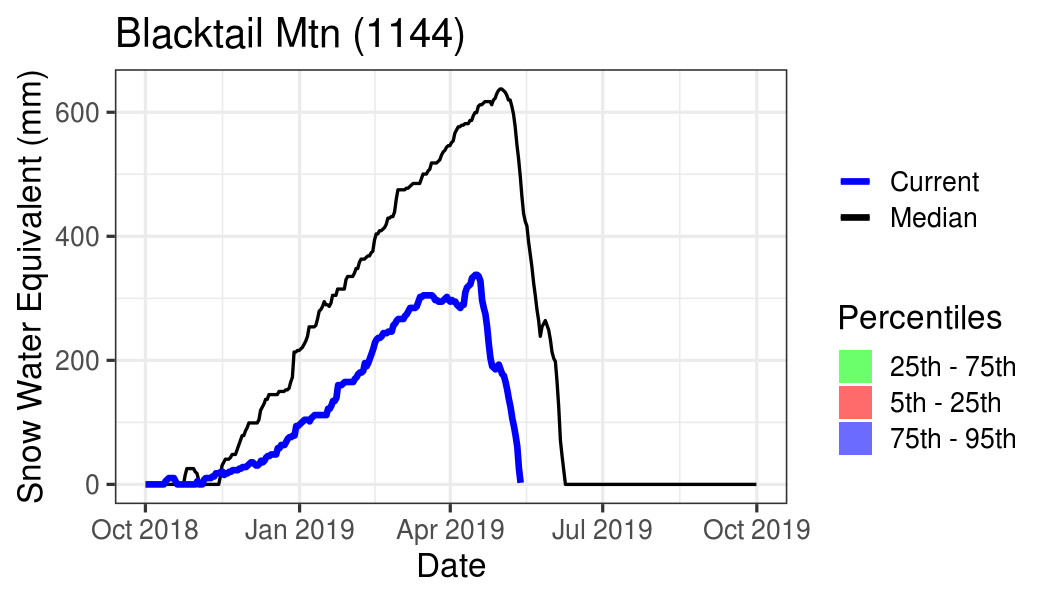 Blacktail Mtn (1144)
Snow Water Equivalent (mm)
600
400
200
0
Oct 2018 Jan 2019 Apr 2019 Jul 2019 Oct 2019
Date
Current
Median
Percentiles
25th - 75th
5th - 25th
75th - 95th